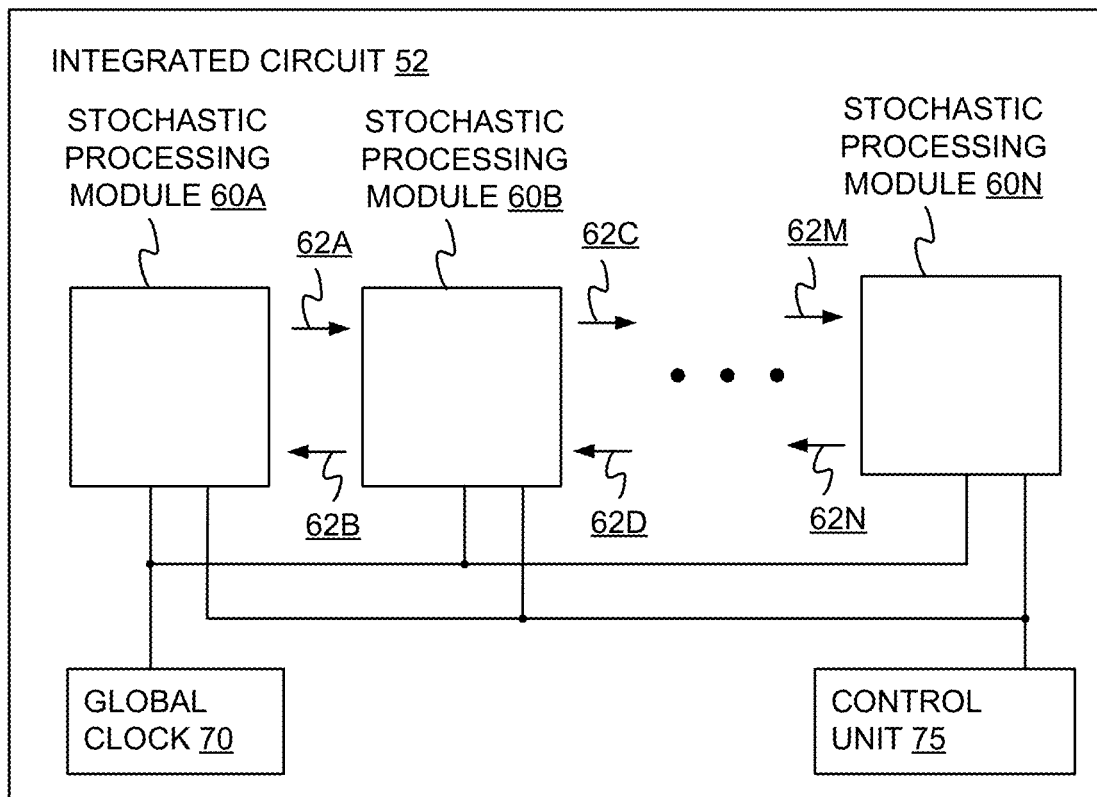 INTEGRATED CIRCUIT 52
STOCHASTIC
PROCESSING
MODULE 60A
STOCHASTIC
PROCESSING
MODULE 60B
STOCHASTIC
PROCESSING
MODULE 60N
62A
62C
62M
62B
62D
62N
GLOBAL
CLOCK 70
CONTROL
UNIT 75